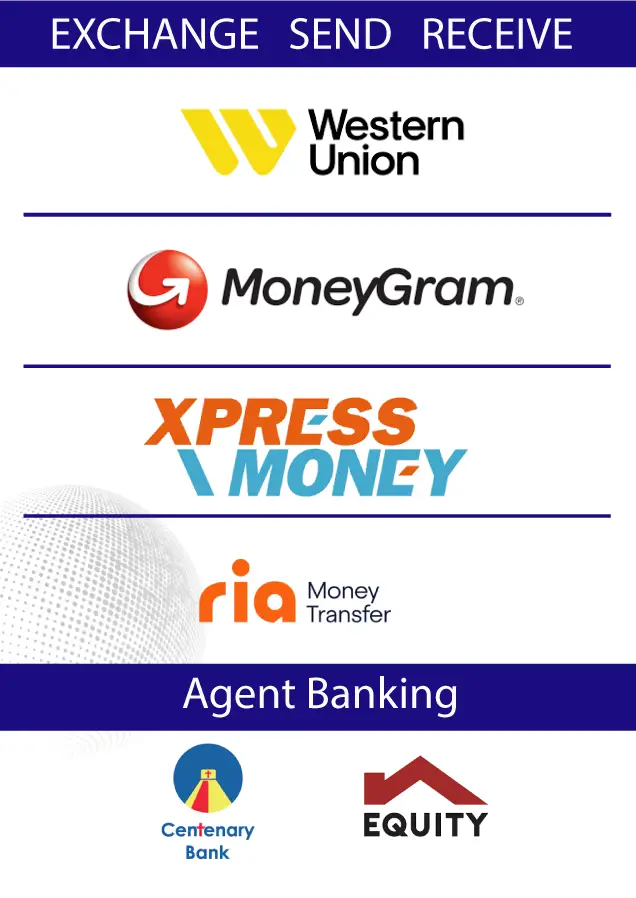 EXCHANGE SEND RECEIVE
Western
Union
MoneyGram®
XPRESS
MONEY
ria Money
Transfer
Agent Banking
Centenary
Bank
EQUITY